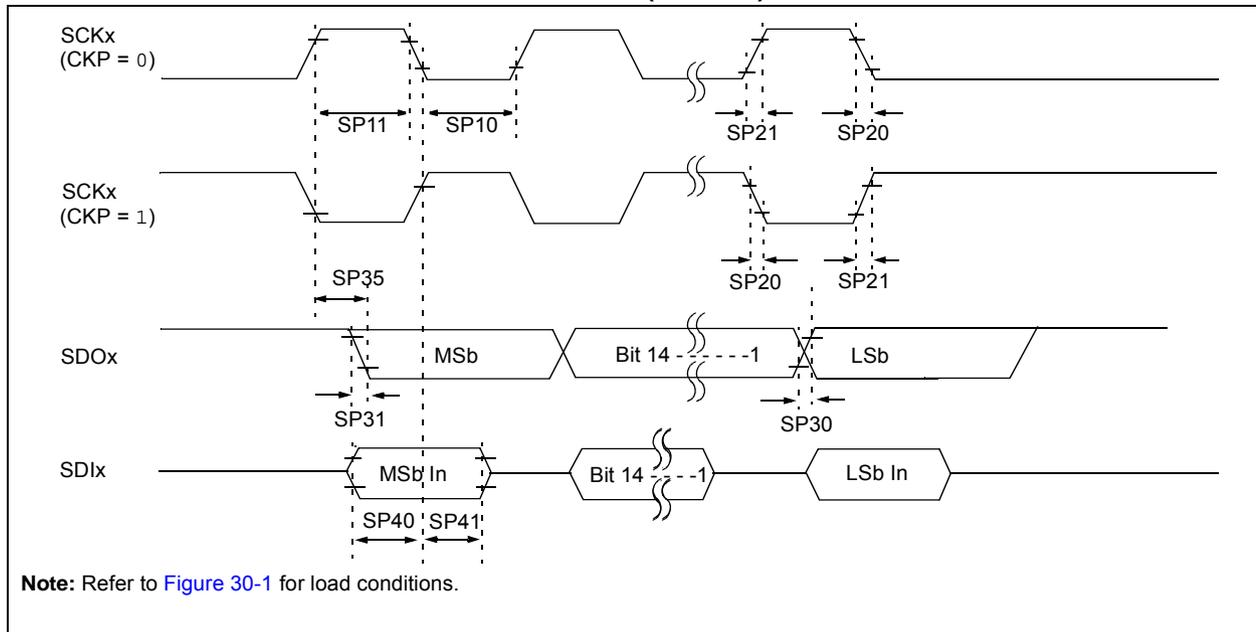 SCKx
(CKP = 0)
SP11
SP10
SP21
SP20
SCKx
(CKP = 1)
SP35
SP20
SP21
SDOx
MSb
Bit 14 - - - - - -1
LSb
SP31
SP30
SDIx
MSb In
Bit 14 - - - -1
LSb In
SP40
SP41
Note: Refer to Figure 30-1 for load conditions.